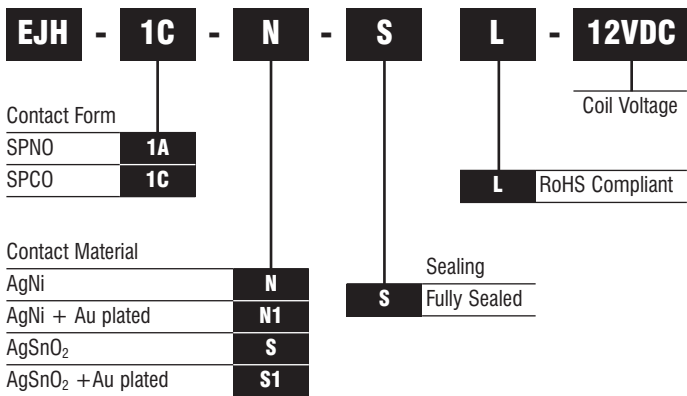 EJH - 1C - N - S L - 12VDC
Coil Voltage
Contact Form
SPNO 1A
SPCO 1C
L RoHS Compliant
Contact Material
AgNi N
AgNi + Au plated N1
AgSnO₂ S
AgSnO₂ +Au plated S1
Sealing
S Fully Sealed